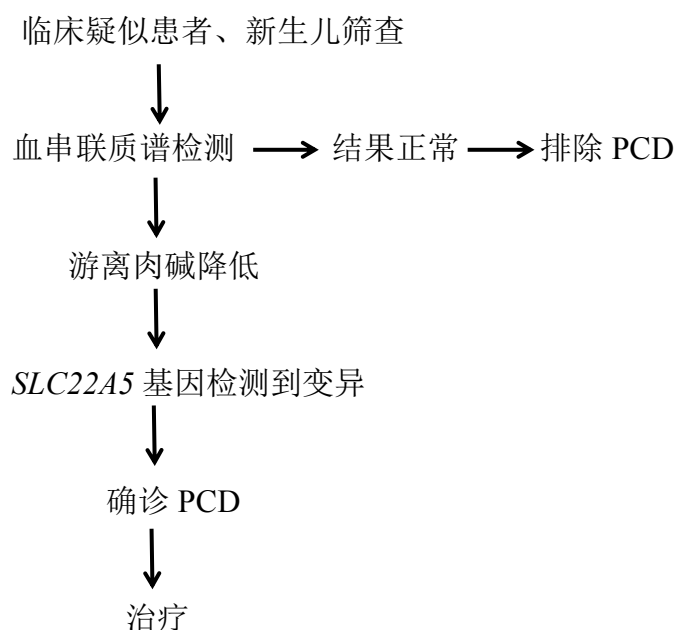 临床疑似患者、新生儿筛查
血串联质谱检测 → 结果正常 → 排除 PCD
游离肉碱降低
SLC22A5 基因检测到变异
确诊 PCD
治疗